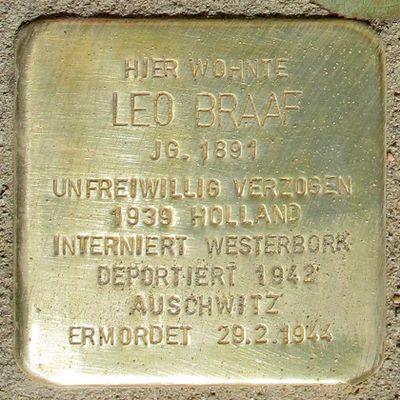 HIER WOHNTE
LEO BRAAF
JG. 1891
UNFREIWILLIG VERZOGEN
1939 HOLLAND
INTERNIERT WESTERBORK
DEPORTIERT 1942
AUSCHWITZ
ERMORDET 29.2.1944